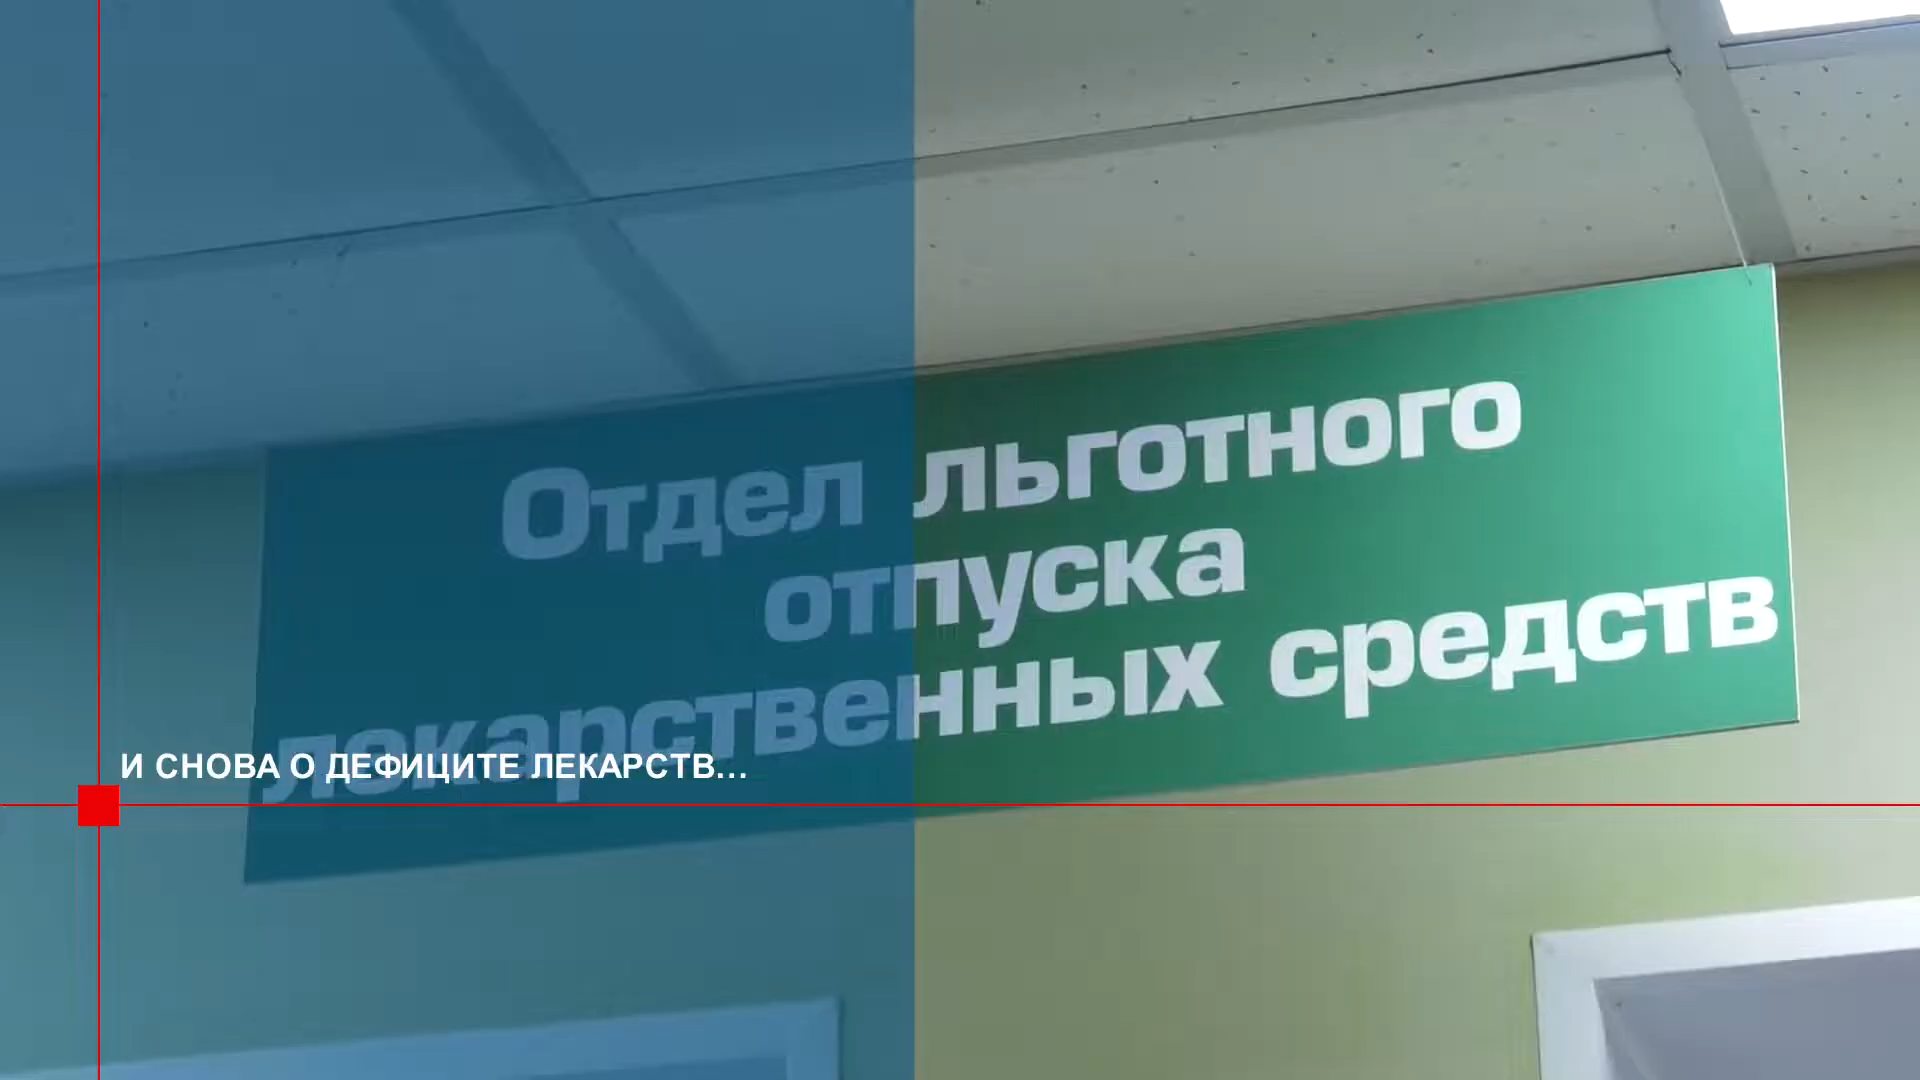 Отдел льготного
отпуска
лекарственных средств
И СНОВА О ДЕФИЦИТЕ ЛЕКАРСТВ...